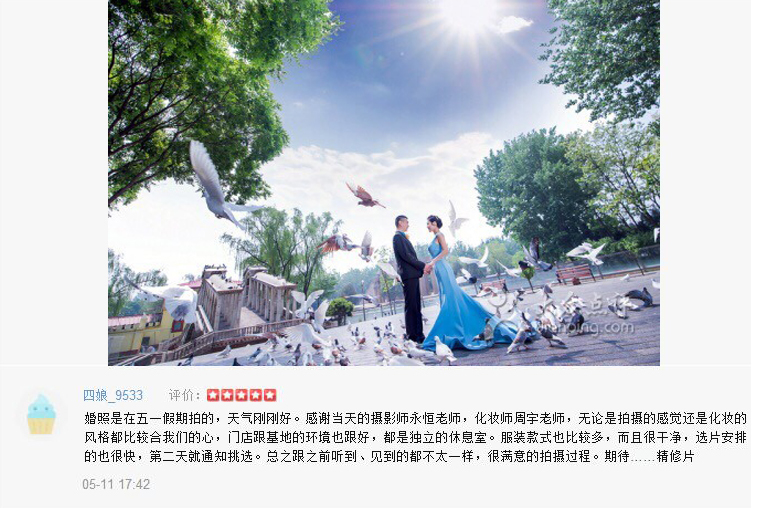 大众点评
dianping.com
四娘_9533 评价：
婚照是在五一假期拍的，天气刚刚好。感谢当天的摄影师永恒老师，化妆师周宇老师，无论是拍摄的感觉还是化妆的
风格都比较合我们的心，门店跟基地的环境也跟好，都是独立的休息室。服装款式也比较多，而且很干净，选片安排
的也很快，第二天就通知挑选。总之跟之前听到、见到的都不太一样，很满意的拍摄过程。期待……精修片
05-11 17:42